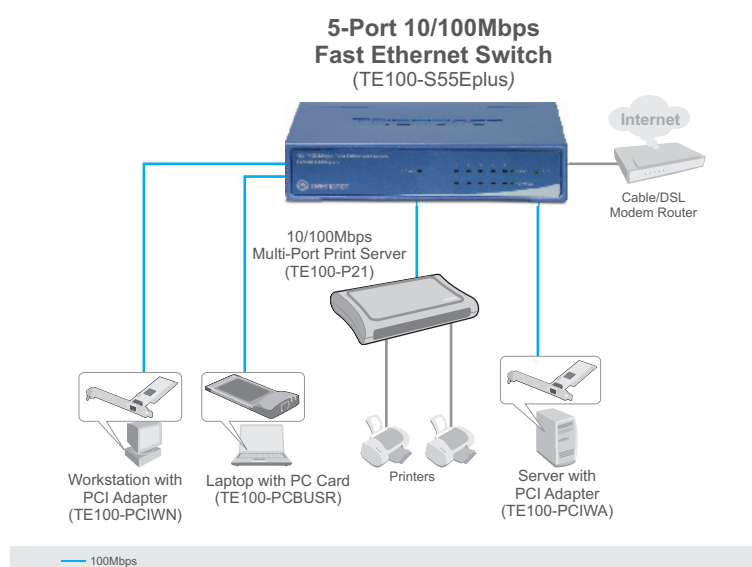 5-Port 10/100Mbps
Fast Ethernet Switch
(TE100-S55Eplus)
Internet
TRENDNET
Cable/DSL
Modem Router
10/100Mbps
Multi-Port Print Server
(TE100-P21)
Workstation with
PCI Adapter
(TE100-PCIWN)
Laptop with PC Card
(TE100-PCBUSR)
Printers
Server with
PCI Adapter
(TE100-PCIWA)
100Mbps